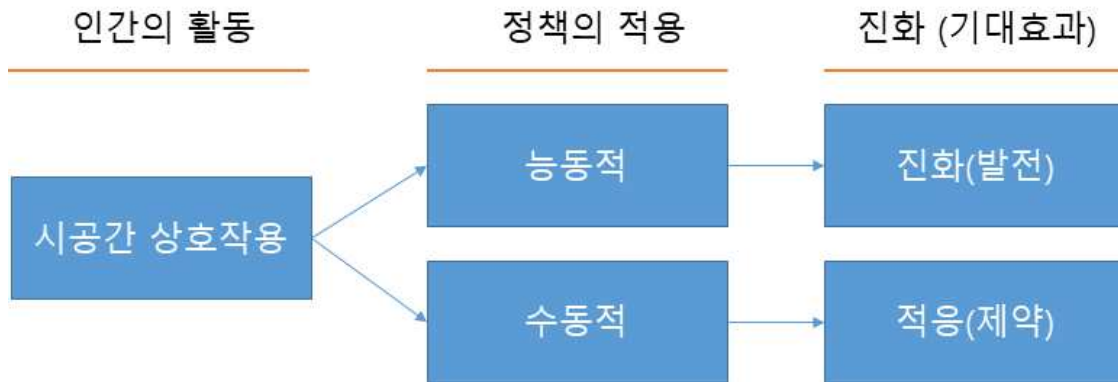 인간의 활동
정책의 적용
진화 (기대효과)
시공간 상호작용
능동적
진화(발전)
수동적
적응(제약)